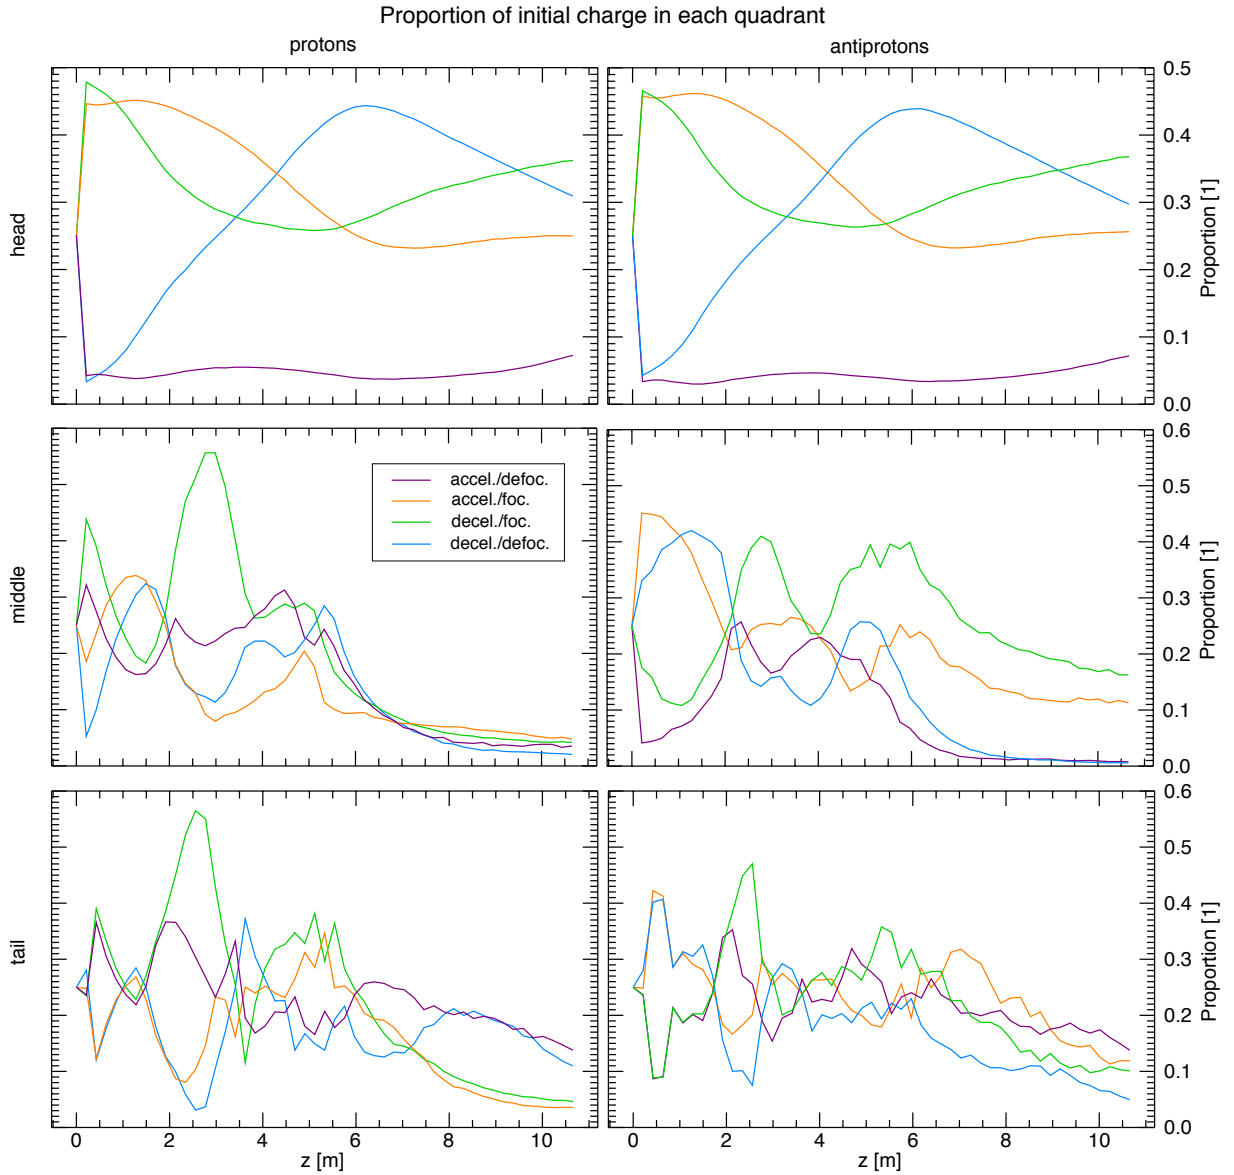 Proportion of initial charge in each quadrant
protons
antiprotons
head
0.5
0.4
0.3
0.2
0.1
0.0
Proportion [1]
middle
accel./defoc.
accel./foc.
decel./foc.
decel./defoc.
0.6
0.5
0.4
0.3
0.2
0.1
0.0
Proportion [1]
tail
0.6
0.5
0.4
0.3
0.2
0.1
0.0
Proportion [1]
0 2 4 6 8 10
z [m]
0 2 4 6 8 10
z [m]